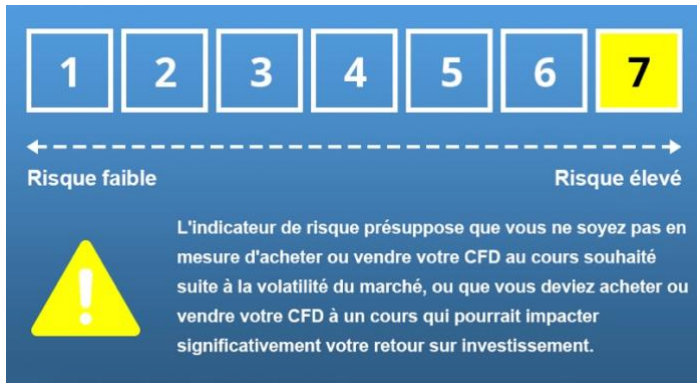 1 2 3 4 5 6 7
Risque faible Risque élevé
L'indicateur de risque présuppose que vous ne soyez pas en
mesure d'acheter ou vendre votre CFD au cours souhaité
suite à la volatilité du marché, ou que vous deviez acheter ou
vendre votre CFD à un cours qui pourrait impacter
significativement votre retour sur investissement.